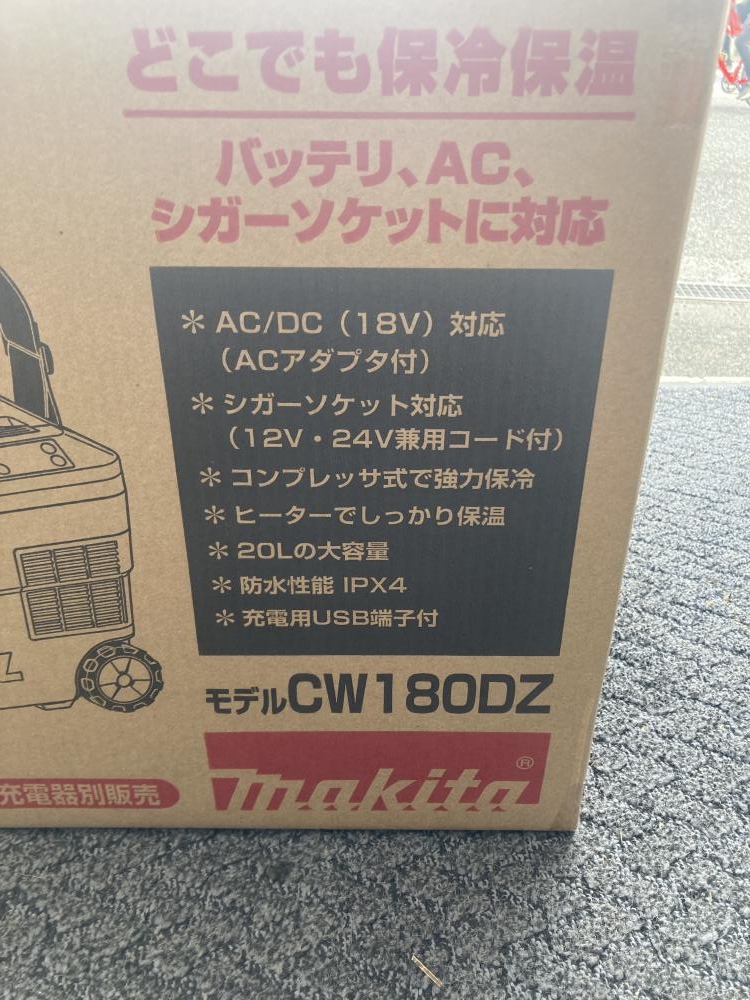 どこでも保冷保温
バッテリ、AC、
シガーソケットに対応
＊ AC/DC（18V）対応
（ACアダプタ付）
＊ シガーソケット対応
（12V・24V兼用コード付）
＊ コンプレッサ式で強力保冷
＊ ヒーターでしっかり保温
＊ 20Lの大容量
＊ 防水性能 IPX4
＊ 充電用USB端子付
モデルCW180DZ
充電器別販売
makita®